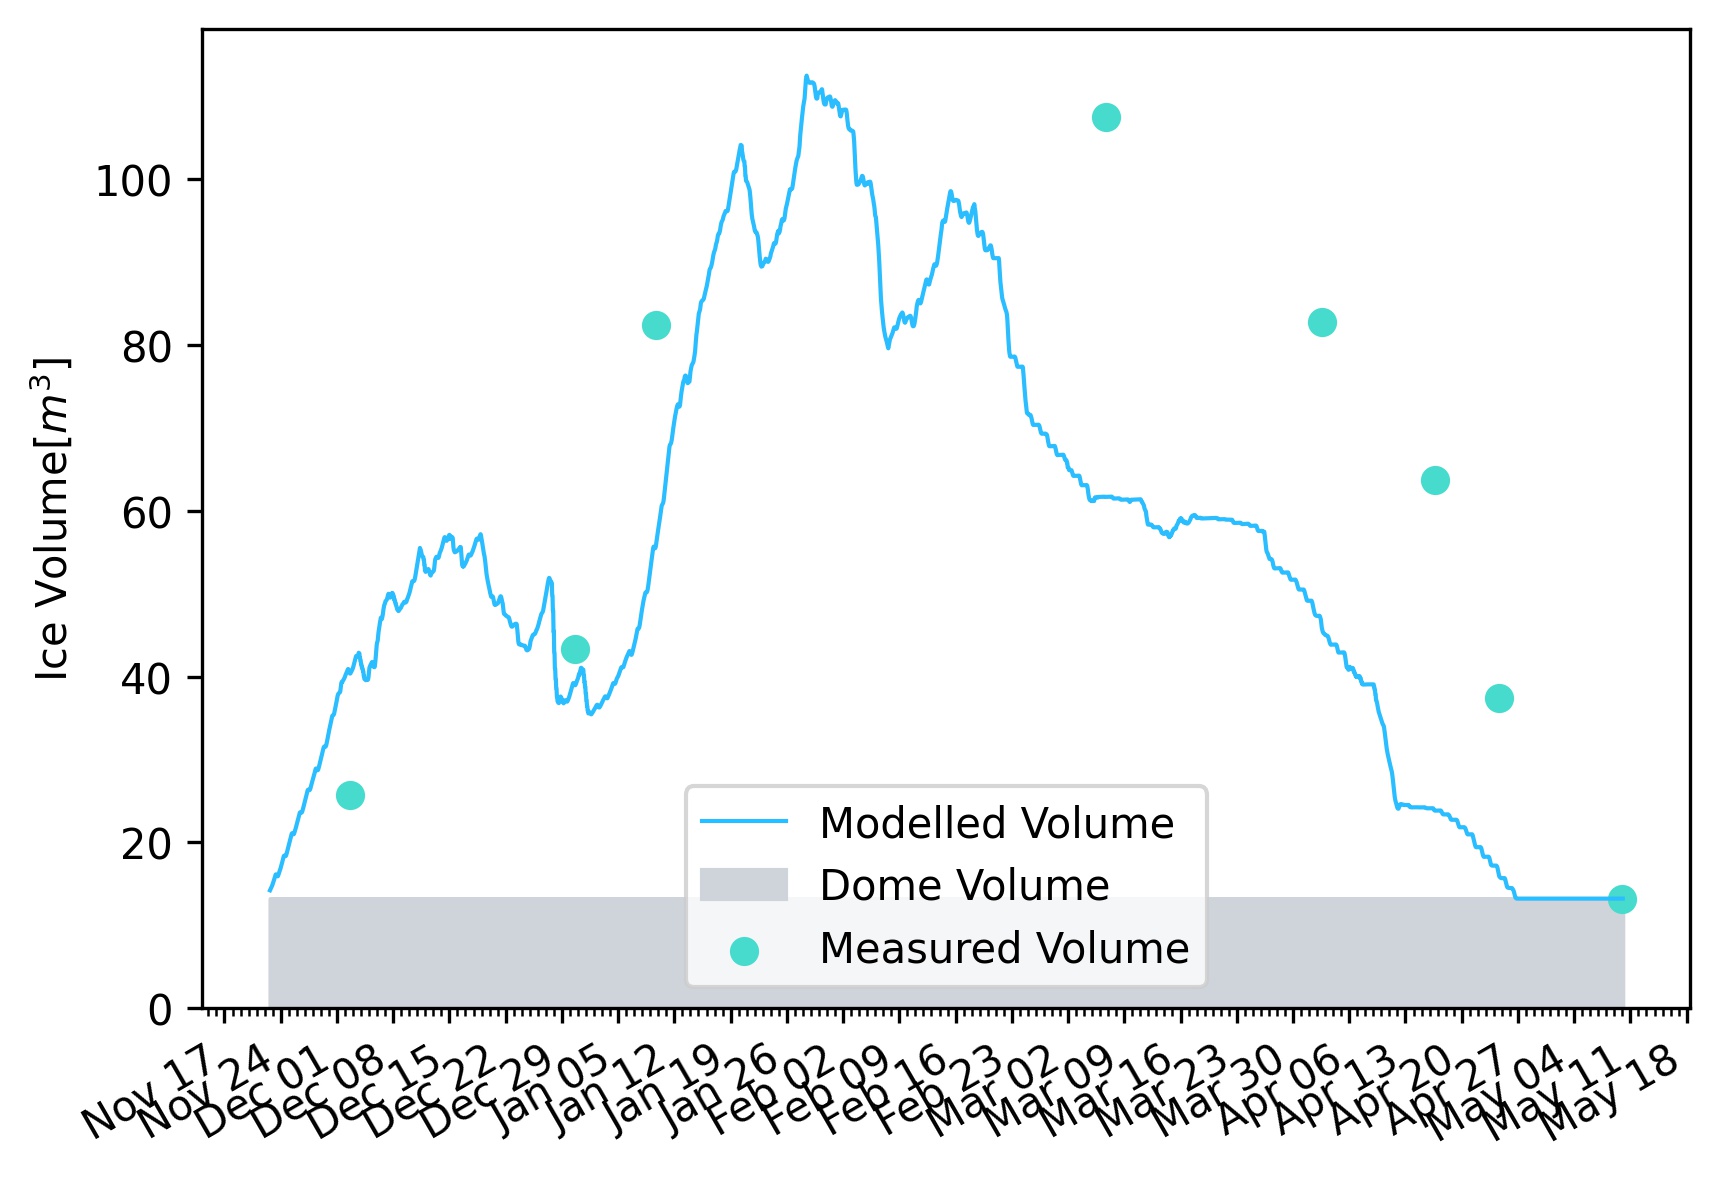 Ice Volume[m³]
100
80
60
40
20
0
Modelled Volume
Dome Volume
Measured Volume
Nov 17
Nov 24
Dec 01
Dec 08
Dec 15
Dec 22
Dec 29
Jan 05
Jan 12
Jan 19
Jan 26
Feb 02
Feb 09
Feb 16
Feb 23
Mar 02
Mar 09
Mar 16
Mar 23
Mar 30
Apr 06
Apr 13
Apr 20
Apr 27
May 04
May 11
May 18